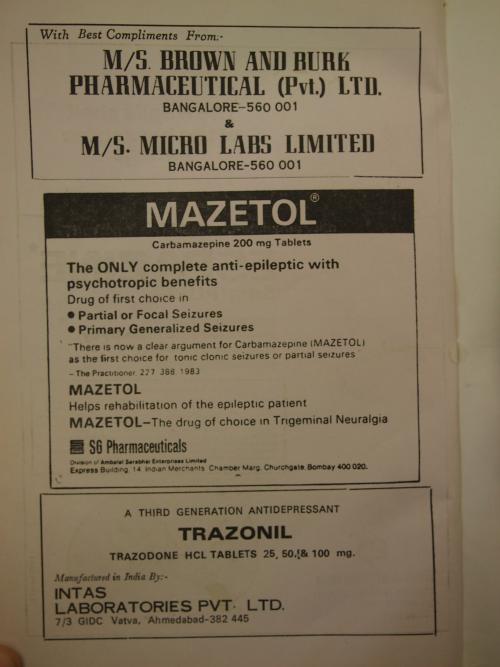 With Best Compliments From:-
M/S. BROWN AND BURK
PHARMACEUTICAL (Pvt.) LTD.
BANGALORE-560 001
&
M/S. MICRO LABS LIMITED
BANGALORE-560 001
MAZETOL®
Carbamazepine 200 mg Tablets
The ONLY complete anti-epileptic with
psychotropic benefits
Drug of first choice in
● Partial or Focal Seizures
● Primary Generalized Seizures
"There is now a clear argument for Carbamazepine (MAZETOL)
as the first choice for tonic clonic seizures or partial seizures"
– The Practitioner, 227 388, 1983
MAZETOL
Helps rehabilitation of the epileptic patient
MAZETOL—The drug of choice in Trigeminal Neuralgia
SG Pharmaceuticals
Division of Ambalal Sarabhai Enterprises Limited
Express Building, 14 Indian Merchants Chamber Marg, Churchgate, Bombay 400 020.
A THIRD GENERATION ANTIDEPRESSANT
TRAZONIL
TRAZODONE HCL TABLETS 25, 50, & 100 mg.
Manufactured in India By:-
INTAS
LABORATORIES PVT. LTD.
7/3 GIDC Vatva, Ahmedabad-382 445